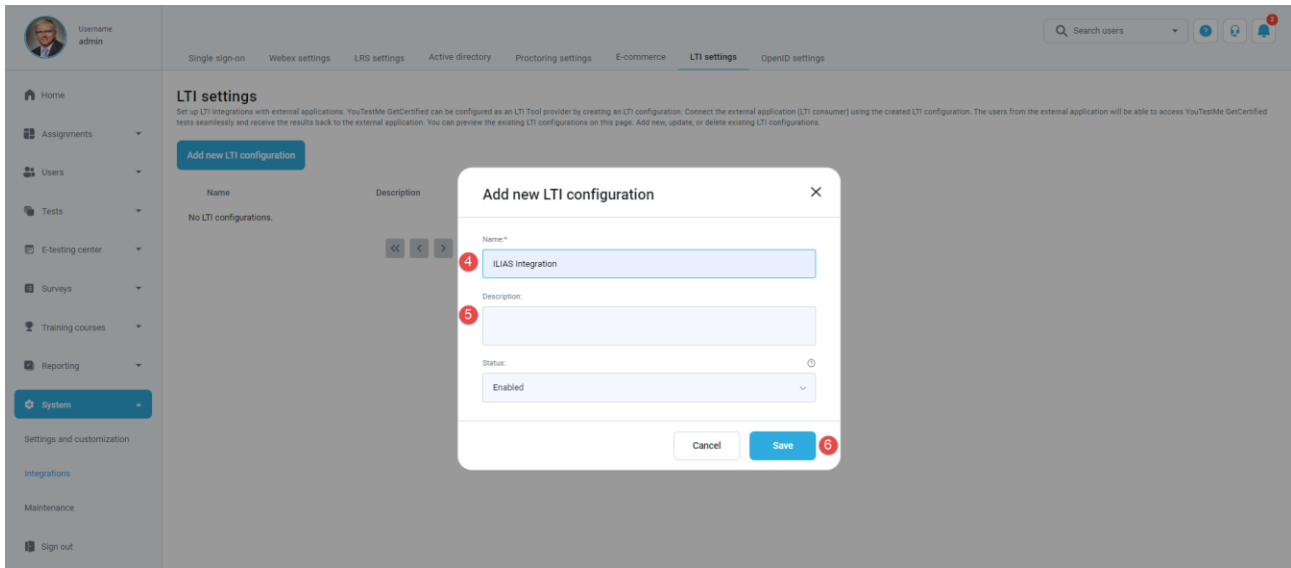 Username
admin
Search users
2
Single sign-on
Webex settings
LRS settings
Active directory
Proctoring settings
E-commerce
LTI settings
OpenID settings
Home
Assignments
Users
Tests
E-testing center
Surveys
Training courses
Reporting
System
Settings and customization
Integrations
Maintenance
Sign out
LTI settings
Set up LTI integrations with external applications. YouTestMe GetCertified can be configured as an LTI Tool provider by creating an LTI configuration. Connect the external application (LTI consumer) using the created LTI configuration. The users from the external application will be able to access YouTestMe GetCertified
tests seamlessly and receive the results back to the external application. You can preview the existing LTI configurations on this page. Add new, update, or delete existing LTI configurations.
Add new LTI configuration
Name
Description
No LTI configurations.
Add new LTI configuration
Name:*
4
ILIAS Integration
Description:
5
Status:
Enabled
Cancel
Save
6